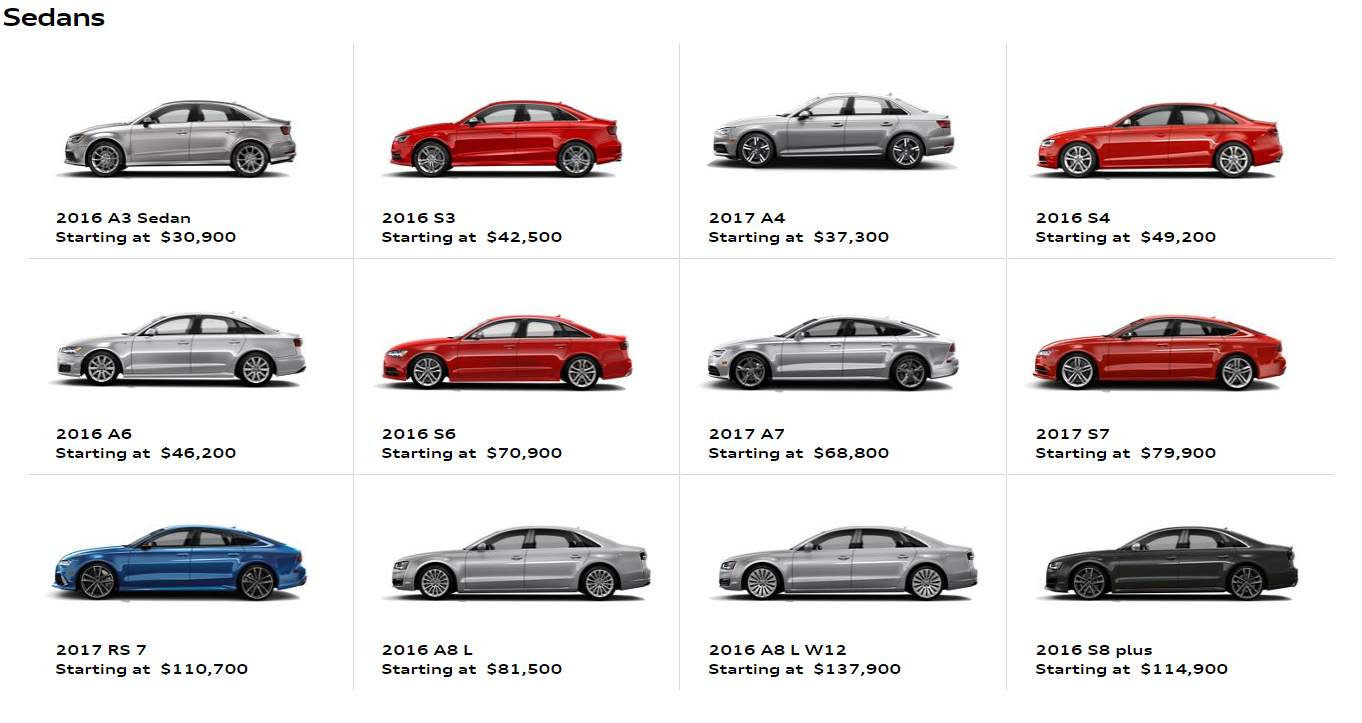 Sedans
2016 A3 Sedan
Starting at $30,900
2016 S3
Starting at $42,500
2017 A4
Starting at $37,300
2016 S4
Starting at $49,200
2016 A6
Starting at $46,200
2016 S6
Starting at $70,900
2017 A7
Starting at $68,800
2017 S7
Starting at $79,900
2017 RS 7
Starting at $110,700
2016 A8 L
Starting at $81,500
2016 A8 L W12
Starting at $137,900
2016 S8 plus
Starting at $114,900